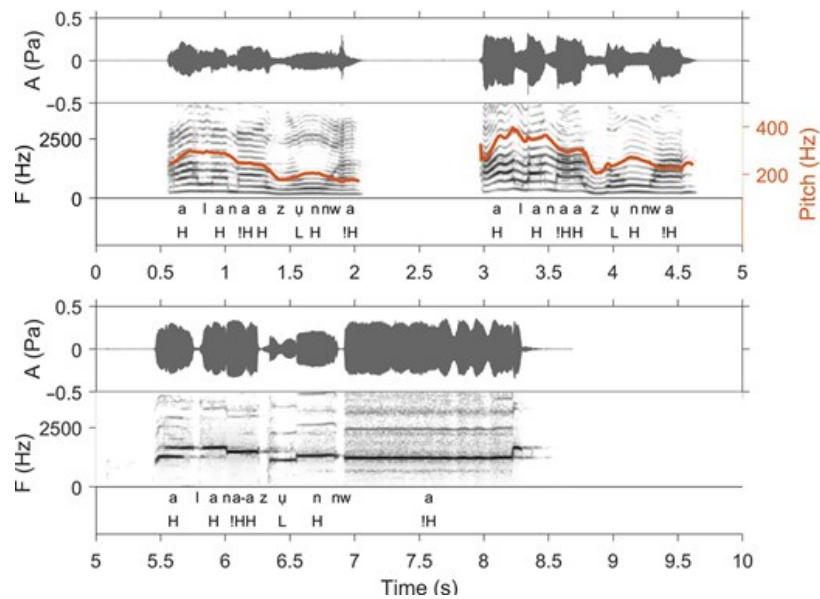 0.5
A (Pa)
0
−0.5
2500
F (Hz)
0
400
200
Pitch (Hz)
a l a n a a z ụ n nw a
H H !H H L H !H
a l a n a a z ụ n nw a
H H !HH L H !H
0 0.5 1 1.5 2 2.5 3 3.5 4 4.5 5
0.5
A (Pa)
0
−0.5
2500
F (Hz)
0
a l a n a-a z ụ n nw a
H H !HH L H !H
5 5.5 6 6.5 7 7.5 8 8.5 9 9.5 10
Time (s)